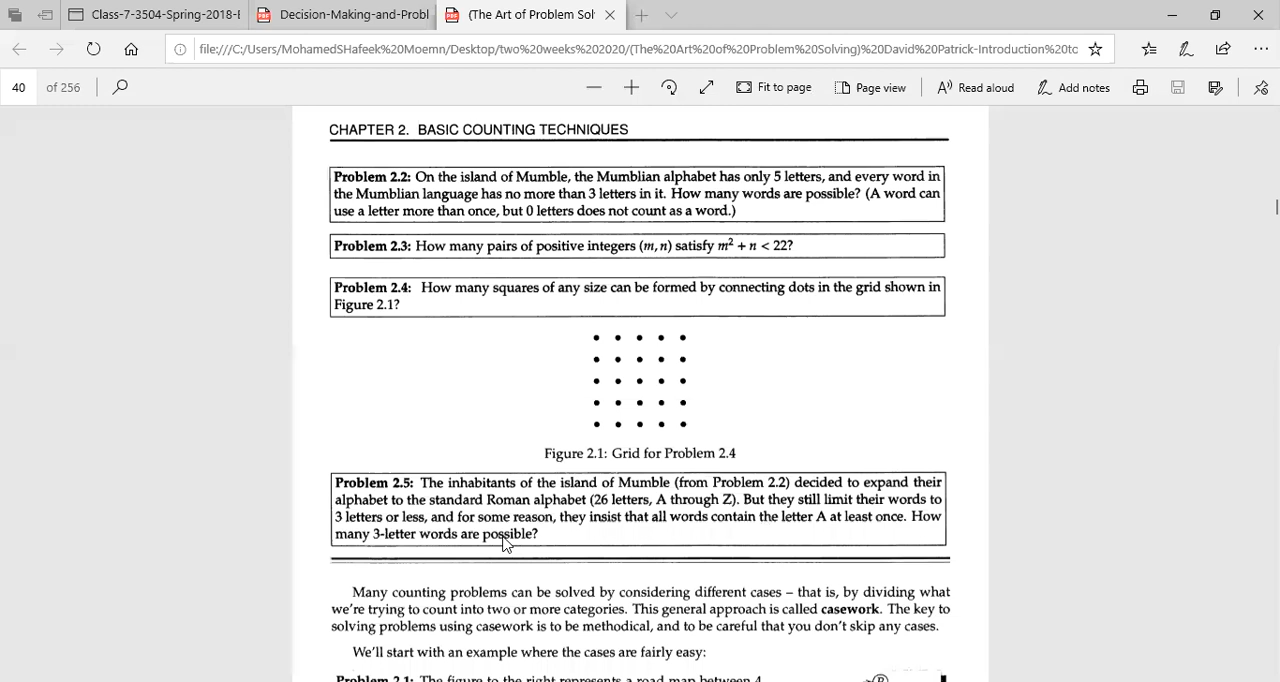 Class-7-3504-Spring-2018-I
Decision-Making-and-Probl
(The Art of Problem Sol
file:///C:/Users/MohamedSHafeek%20Moemn/Desktop/two%20weeks%202020/(The%20Art%20of%20Problem%20Solving)%20David%20Patrick-Introduction%20tc
40 of 256
Fit to page
Page view
Read aloud
Add notes
CHAPTER 2. BASIC COUNTING TECHNIQUES
Problem 2.2: On the island of Mumble, the Mumblian alphabet has only 5 letters, and every word in
the Mumblian language has no more than 3 letters in it. How many words are possible? (A word can
use a letter more than once, but 0 letters does not count as a word.)
Problem 2.3: How many pairs of positive integers (m, n) satisfy m² + n < 22?
Problem 2.4: How many squares of any size can be formed by connecting dots in the grid shown in
Figure 2.1?
Figure 2.1: Grid for Problem 2.4
Problem 2.5: The inhabitants of the island of Mumble (from Problem 2.2) decided to expand their
alphabet to the standard Roman alphabet (26 letters, A through Z). But they still limit their words to
3 letters or less, and for some reason, they insist that all words contain the letter A at least once. How
many 3-letter words are possible?
Many counting problems can be solved by considering different cases – that is, by dividing what
we're trying to count into two or more categories. This general approach is called casework. The key to
solving problems using casework is to be methodical, and to be careful that you don't skip any cases.
We'll start with an example where the cases are fairly easy:
Problem 2.1: The figure to the right represents a road map between 4
B